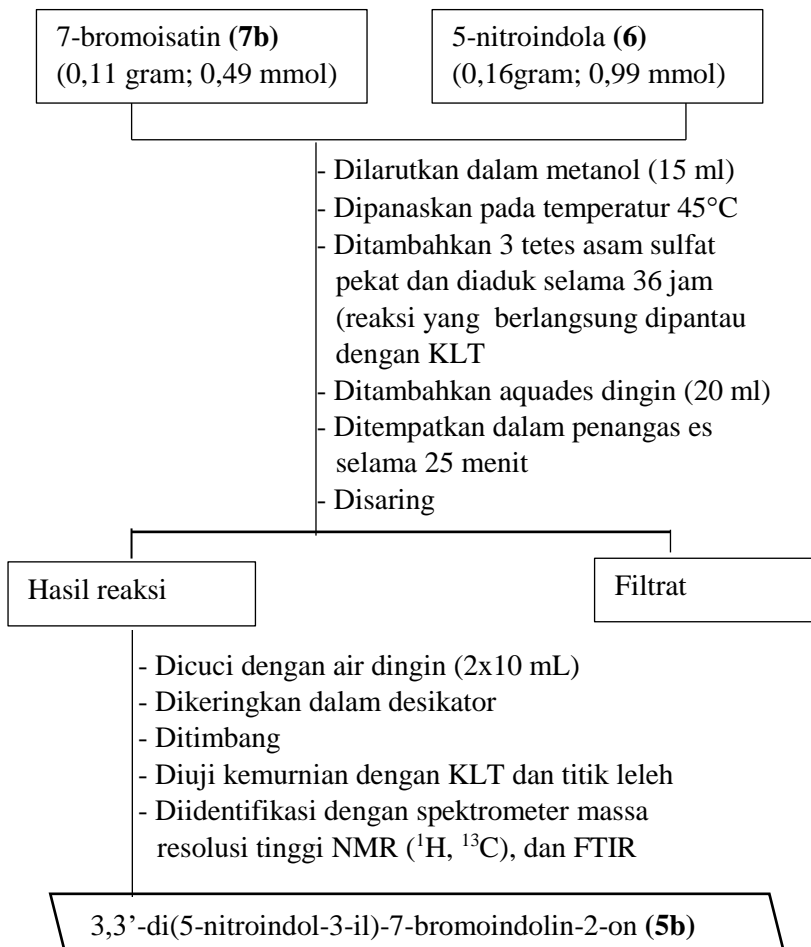 7-bromoisatin (7b)
(0,11 gram; 0,49 mmol)
5-nitroindola (6)
(0,16gram; 0,99 mmol)
- Dilarutkan dalam metanol (15 ml)
- Dipanaskan pada temperatur 45°C
- Ditambahkan 3 tetes asam sulfat
pekat dan diaduk selama 36 jam
(reaksi yang berlangsung dipantau
dengan KLT
- Ditambahkan aquades dingin (20 ml)
- Ditempatkan dalam penangas es
selama 25 menit
- Disaring
Hasil reaksi
Filtrat
- Dicuci dengan air dingin (2x10 mL)
- Dikeringkan dalam desikator
- Ditimbang
- Diuji kemurnian dengan KLT dan titik leleh
- Diidentifikasi dengan spektrometer massa
resolusi tinggi NMR (¹H, ¹³C), dan FTIR
3,3’-di(5-nitroindol-3-il)-7-bromoindolin-2-on (5b)